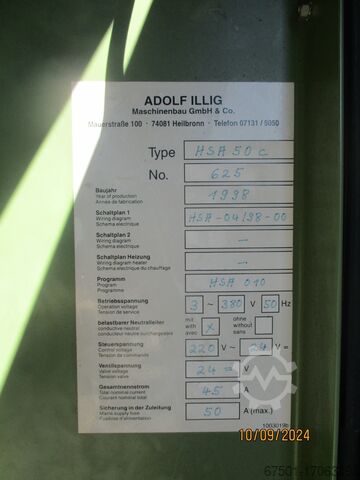 ADOLF ILLIG
Maschinenbau GmbH & Co.
Mauerstraße 100 · 74081 Heilbronn · Telefon 07131 / 5050
Type HSA 50 c
No. 625
Baujahr
Year of production
Année de fabrication
1998
Schaltplan 1
Wiring diagram
Schema electrique
HSA-04/98-00
Schaltplan 2
Wiring diagram
Schema electrique
-
Schaltplan Heizung
Wiring diagram heater
Schema electrique du chauffage
-
Programm
Program
Programme
HSA 010
Betriebsspannung
Operation voltage
Tension de service
3 ~ 380 V 50 Hz
belastbarer Neutralleiter
conductive neutral
conducteur neutre
mit
with
avec
x
ohne
without
sans
Steuerspannung
Control voltage
Tension de commande
220 V ~ 24 V =
Ventilspannung
Valve voltage
Tension valve
24 = V
Gesamtnennstrom
Total nominal current
Courant nominal total
45 A
Sicherung in der Zuleitung
Mains supply fuse
Fusible d'alimentation
50 A (max.)
10/09/2024